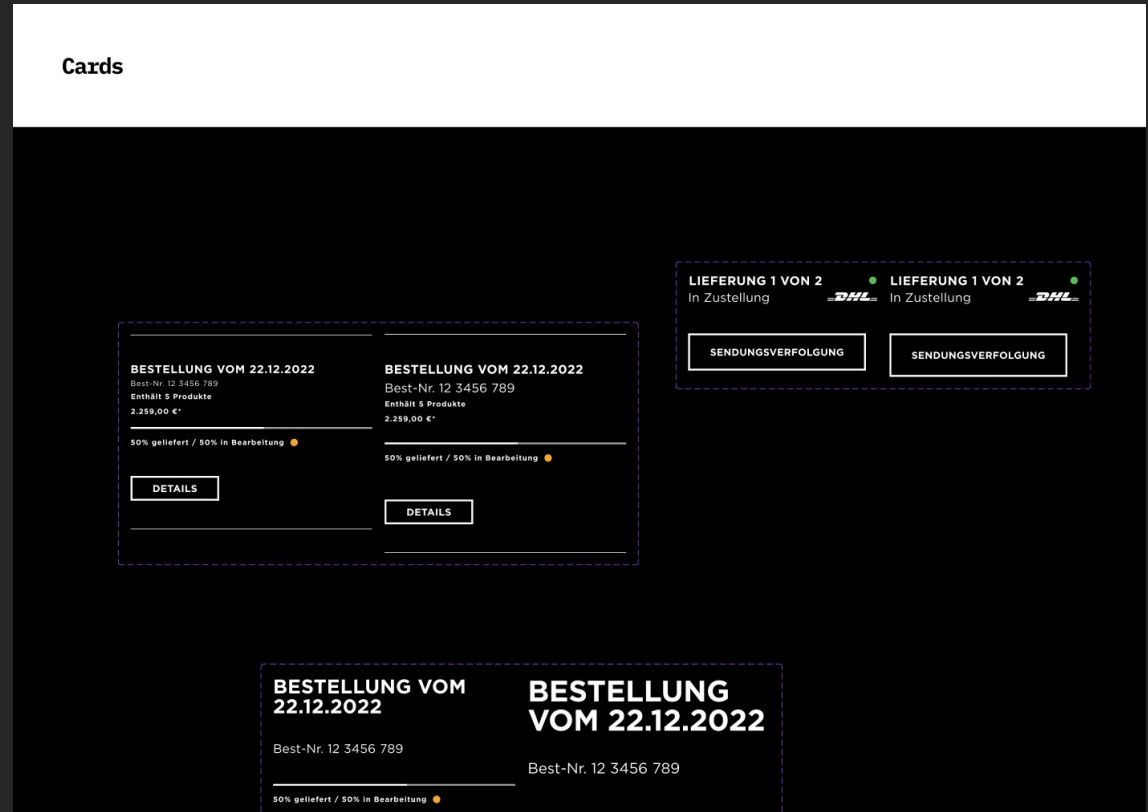 Cards
LIEFERUNG 1 VON 2
In Zustellung
DHL
SENDUNGSVERFOLGUNG
LIEFERUNG 1 VON 2
In Zustellung
DHL
SENDUNGSVERFOLGUNG
BESTELLUNG VOM 22.12.2022
Best-Nr. 12 3456 789
Enthält 5 Produkte
2.259,00 €*
50% geliefert / 50% in Bearbeitung
DETAILS
BESTELLUNG VOM 22.12.2022
Best-Nr. 12 3456 789
Enthält 5 Produkte
2.259,00 €*
50% geliefert / 50% in Bearbeitung
DETAILS
BESTELLUNG VOM
22.12.2022
Best-Nr. 12 3456 789
50% geliefert / 50% in Bearbeitung
BESTELLUNG
VOM 22.12.2022
Best-Nr. 12 3456 789